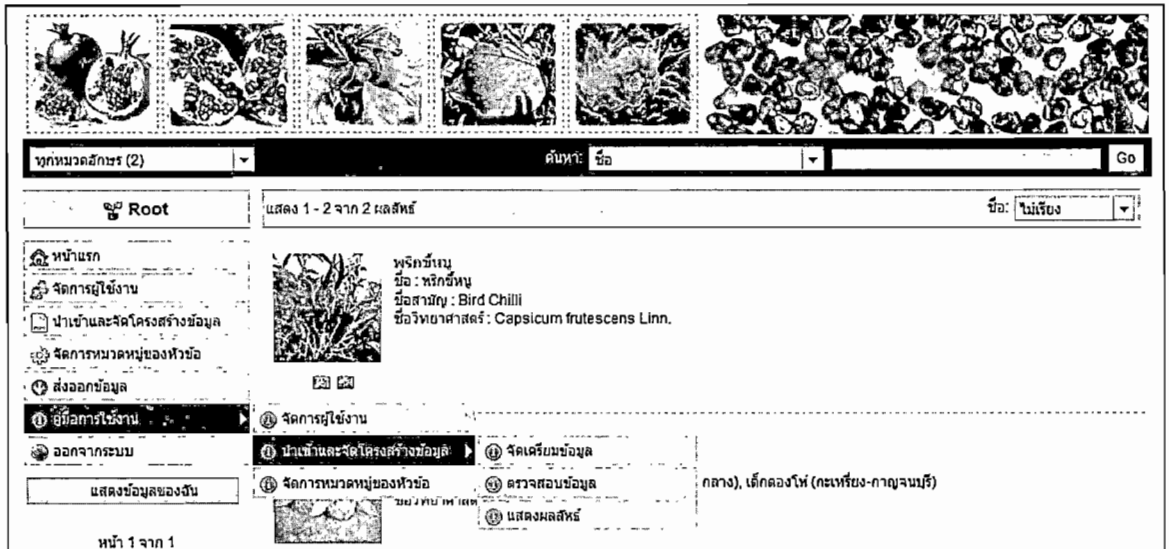 ทุกหมวดอักษร (2)
ค้นหา: ชื่อ
Go
Root
แสดง 1 - 2 จาก 2 ผลลัพธ์
ชื่อ: ไม่เรียง
หน้าแรก
จัดการผู้ใช้งาน
นำเข้าและจัดโครงสร้างข้อมูล
จัดการหมวดหมู่ของหัวข้อ
ส่งออกข้อมูล
คู่มือการใช้งาน
ออกจากระบบ
แสดงข้อมูลของฉัน
หน้า 1 จาก 1
พริกขี้หนู
ชื่อ : พริกขี้หนู
ชื่อสามัญ : Bird Chilli
ชื่อวิทยาศาสตร์ : Capsicum frutescens Linn.
จัดการผู้ใช้งาน
นำเข้าและจัดโครงสร้างข้อมูล
จัดการหมวดหมู่ของหัวข้อ
จัดเตรียมข้อมูล
ตรวจสอบข้อมูล
แสดงผลลัพธ์
กลาง), เด็กดองโพ่ (กะเหรี่ยง-กาญจนบุรี)